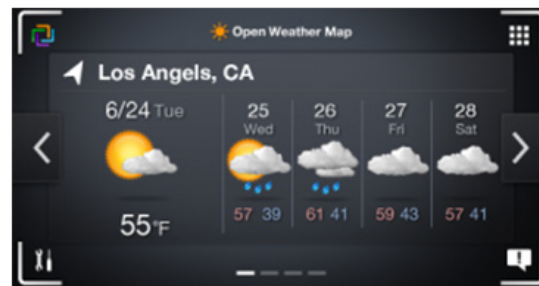 Open Weather Map
Los Angels, CA
6/24 Tue
55°F
25
Wed
57 39
26
Thu
61 41
27
Fri
59 43
28
Sat
57 41